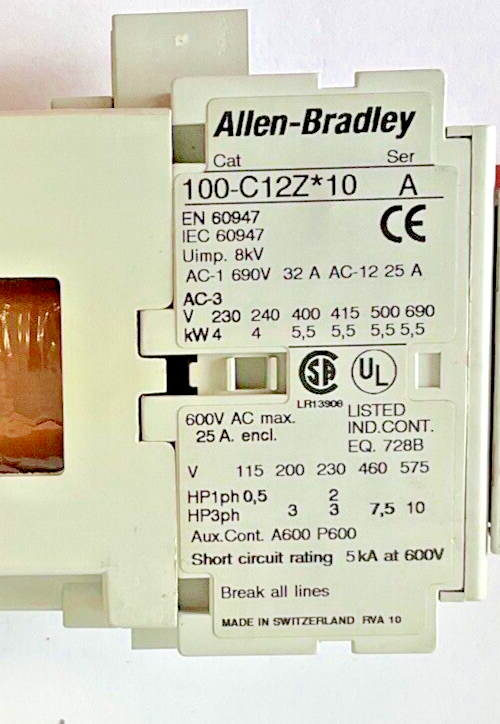 Allen-Bradley
Cat Ser
100-C12Z*10 A
EN 60947
IEC 60947
CE
Uimp. 8kV
AC-1 690V 32 A AC-12 25 A
AC-3
V 230 240 400 415 500 690
kW 4 4 5,5 5,5 5,5 5,5
SA UL
LR13908
600V AC max.
25 A. encl.
LISTED
IND.CONT.
EQ. 728B
V 115 200 230 460 575
HP1ph 0,5 2
HP3ph 3 3 7,5 10
Aux.Cont. A600 P600
Short circuit rating 5 kA at 600V
Break all lines
MADE IN SWITZERLAND RVA 10